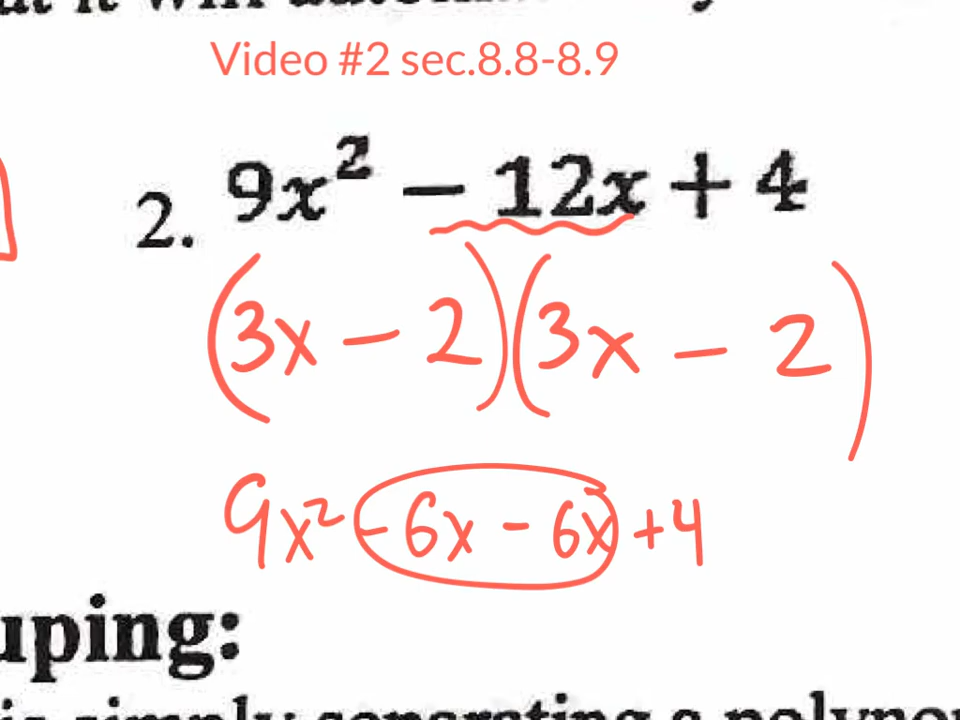 Video #2 sec.8.8-8.9
2. 9x² − 12x + 4
(3x − 2)(3x − 2)
9x² − 6x − 6x + 4
uping: